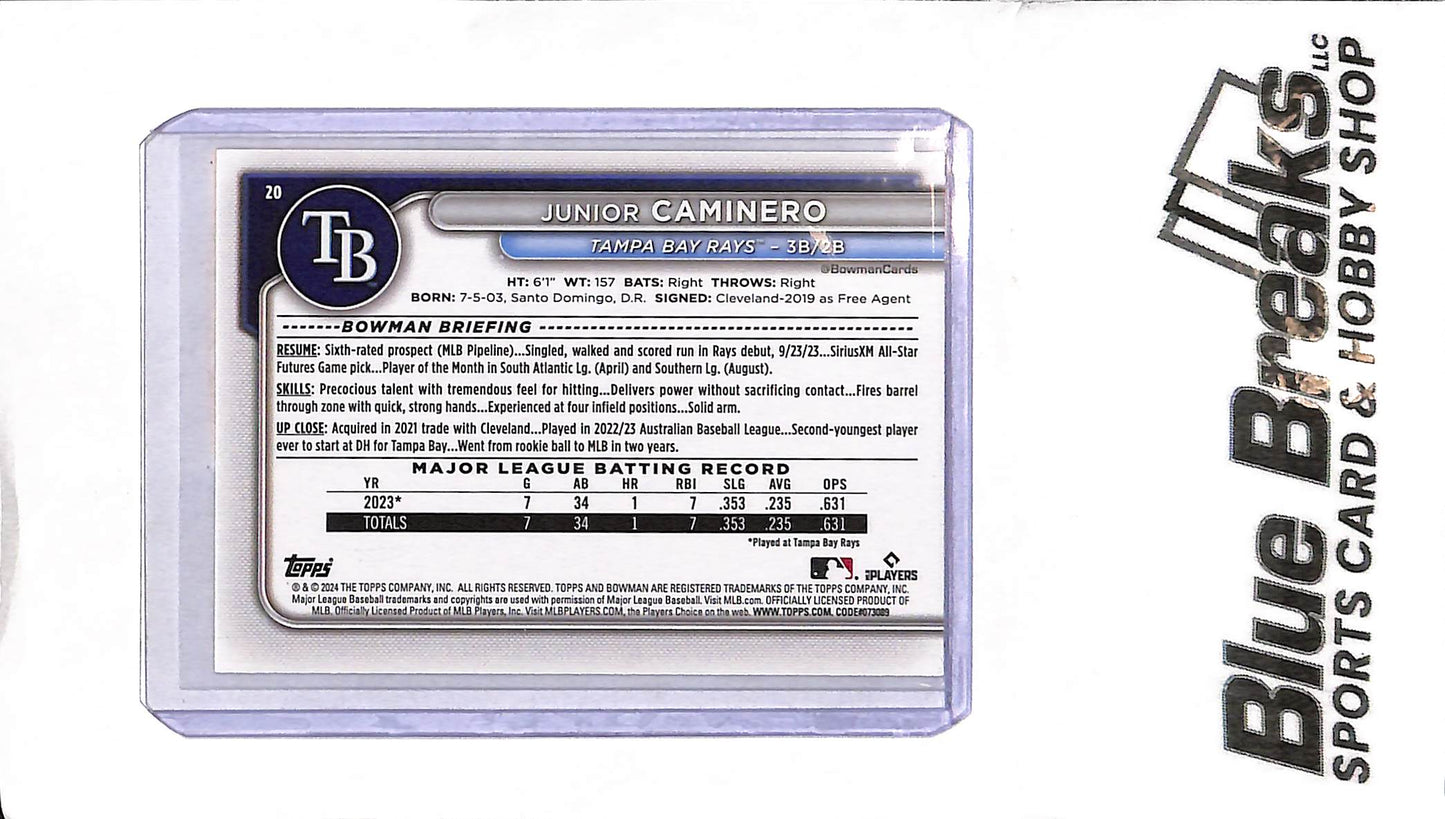 20
TB
JUNIOR CAMINERO
TAMPA BAY RAYS™ - 3B/2B
@BowmanCards
HT: 6'1" WT: 157 BATS: Right THROWS: Right
BORN: 7-5-03, Santo Domingo, D.R. SIGNED: Cleveland-2019 as Free Agent
-------BOWMAN BRIEFING ----------------------------------------------------
RESUME: Sixth-rated prospect (MLB Pipeline)...Singled, walked and scored run in Rays debut, 9/23/23...SiriusXM All-Star
Futures Game pick...Player of the Month in South Atlantic Lg. (April) and Southern Lg. (August).
SKILLS: Precocious talent with tremendous feel for hitting...Delivers power without sacrificing contact...Fires barrel
through zone with quick, strong hands...Experienced at four infield positions...Solid arm.
UP CLOSE: Acquired in 2021 trade with Cleveland...Played in 2022/23 Australian Baseball League...Second-youngest player
ever to start at DH for Tampa Bay...Went from rookie ball to MLB in two years.
MAJOR LEAGUE BATTING RECORD
YR G AB HR RBI SLG AVG OPS
2023* 7 34 1 7 .353 .235 .631
TOTALS 7 34 1 7 .353 .235 .631
*Played at Tampa Bay Rays
topps
MLBPLAYERS
® & © 2024 THE TOPPS COMPANY, INC. ALL RIGHTS RESERVED. TOPPS AND BOWMAN ARE REGISTERED TRADEMARKS OF THE TOPPS COMPANY, INC.
Major League Baseball trademarks and copyrights are used with permission of Major League Baseball. Visit MLB.com. OFFICIALLY LICENSED PRODUCT OF
MLB. Officially Licensed Product of MLB Players, Inc. Visit MLBPLAYERS.COM, the Players Choice on the web. WWW.TOPPS.COM. CODE#073089
Blue Breaks LLC
SPORTS CARD & HOBBY SHOP